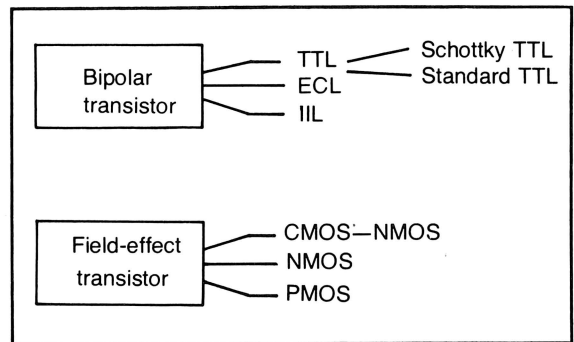 Bipolar
transistor
TTL
ECL
IIL
Schottky TTL
Standard TTL
Field-effect
transistor
CMOS—NMOS
NMOS
PMOS